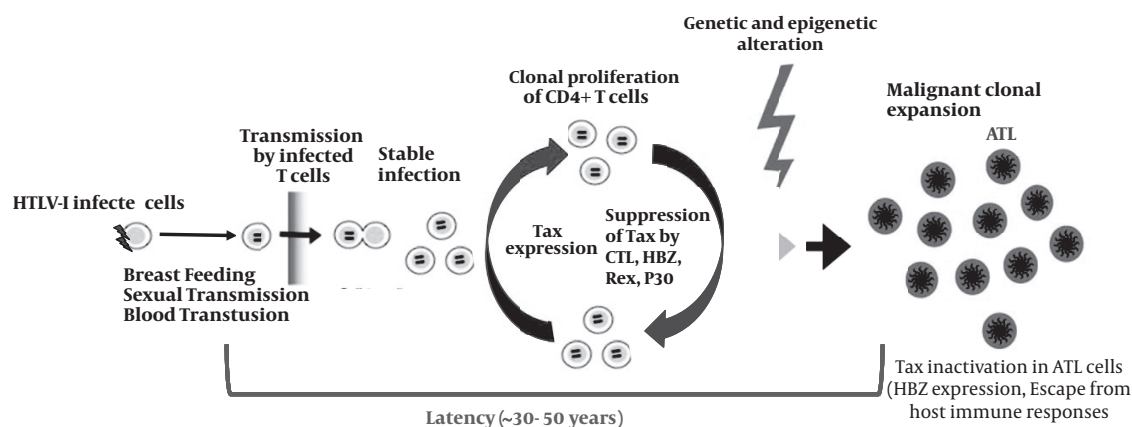 Genetic and epigenetic
alteration
Clonal proliferation
of CD4+ T cells
Malignant clonal
expansion
ATL
Transmission
by infected
T cells
Stable
infection
HTLV-I infecte cells
Tax
expression
Suppression
of Tax by
CTL, HBZ,
Rex, P30
Breast Feeding
Sexual Transmission
Blood Transtusion
Tax inactivation in ATL cells
(HBZ expression, Escape from
host immune responses
Latency (~30- 50 years)